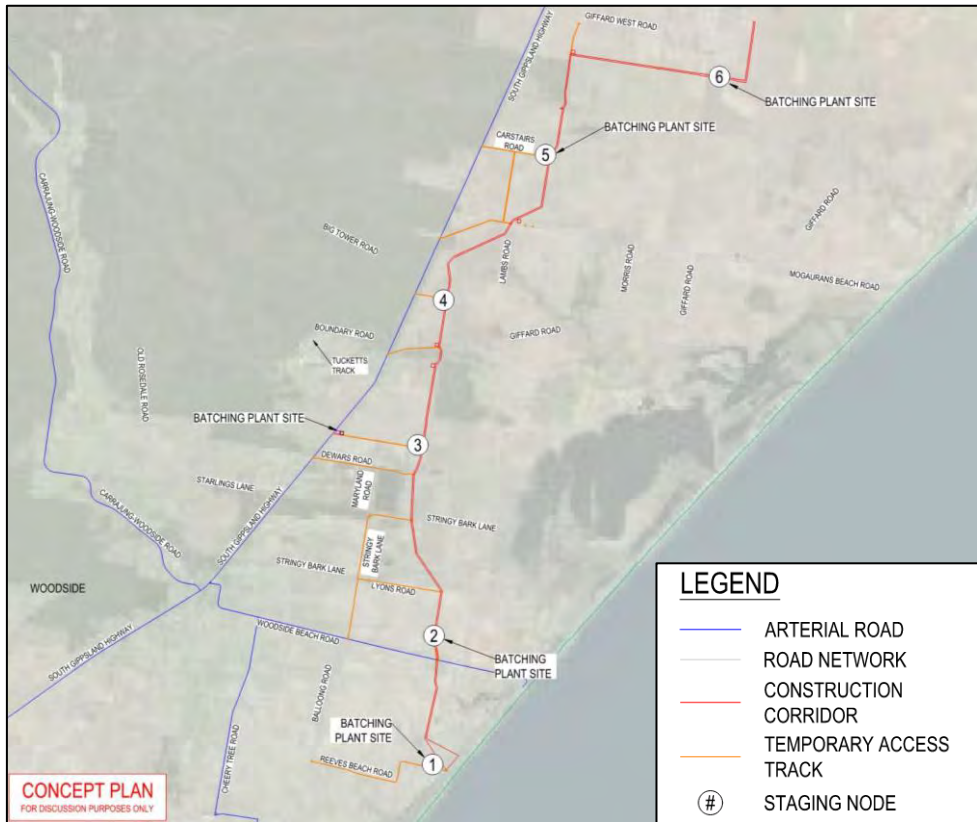 GIFFARD WEST ROAD
SOUTH GIPPSLAND HIGHWAY
6
BATCHING PLANT SITE
BATCHING PLANT SITE
CARSTAIRS
ROAD
5
CARRAJUNG-WOODSIDE ROAD
BIG TOWER ROAD
LAMBS ROAD
MORRIS ROAD
GIFFARD ROAD
GIFFARD ROAD
MOGAURANS BEACH ROAD
4
BOUNDARY ROAD
GIFFARD ROAD
TUCKETTS
TRACK
OLD ROSEDALE ROAD
BATCHING PLANT SITE
3
DEWARS ROAD
STARLINGS LANE
MARYLAND
ROAD
CARRAJUNG-WOODSIDE ROAD
SOUTH GIPPSLAND HIGHWAY
STRINGY BARK LANE
STRINGY
BARK LANE
STRINGY BARK LANE
LYONS ROAD
WOODSIDE
SOUTH GIPPSLAND HIGHWAY
WOODSIDE BEACH ROAD
2
BATCHING
PLANT SITE
BALLOONG ROAD
CHEERY TREE ROAD
BATCHING
PLANT SITE
1
REEVES BEACH ROAD
CONCEPT PLAN
FOR DISCUSSION PURPOSES ONLY
LEGEND
ARTERIAL ROAD
ROAD NETWORK
CONSTRUCTION
CORRIDOR
TEMPORARY ACCESS
TRACK
# STAGING NODE